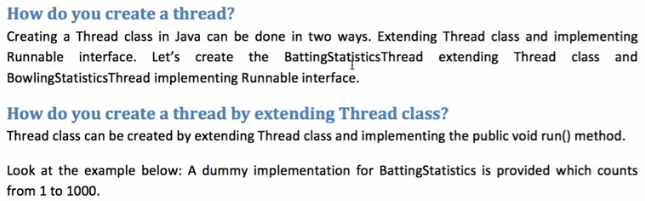 How do you create a thread?
Creating a Thread class in Java can be done in two ways. Extending Thread class and implementing
Runnable interface. Let's create the BattingStatisticsThread extending Thread class and
BowlingStatisticsThread implementing Runnable interface.
How do you create a thread by extending Thread class?
Thread class can be created by extending Thread class and implementing the public void run() method.
Look at the example below: A dummy implementation for BattingStatistics is provided which counts
from 1 to 1000.